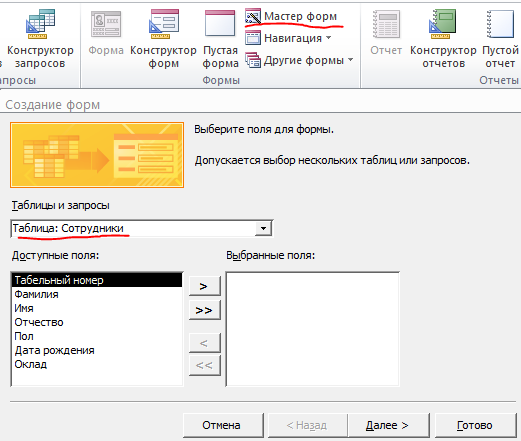 Конструктор запросов
Форма
Конструктор форм
Пустая форма
Мастер форм
Навигация
Другие формы
Отчет
Конструктор отчетов
Пустой отчет
просы
Формы
Отчеты
Создание форм
Выберите поля для формы.
Допускается выбор нескольких таблиц или запросов.
Таблицы и запросы
Таблица: Сотрудники
Доступные поля:
Выбранные поля:
Табельный номер
Фамилия
Имя
Отчество
Пол
Дата рождения
Оклад
>
>>
<
<<
Отмена
< Назад
Далее >
Готово